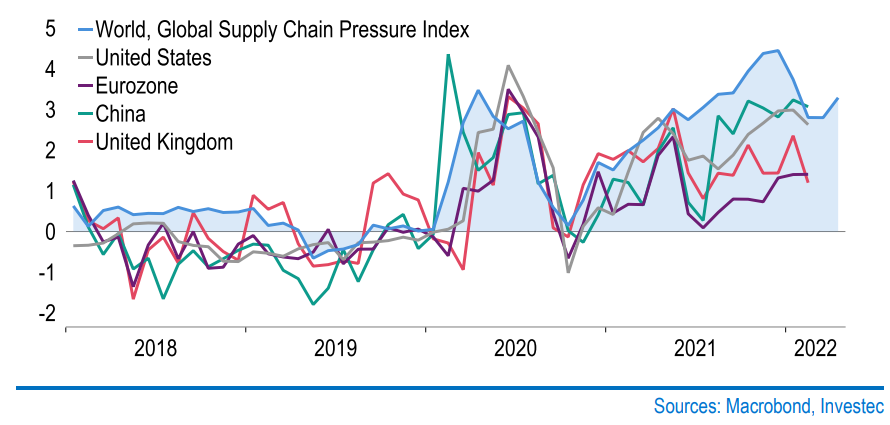 5
World, Global Supply Chain Pressure Index
United States
4
Eurozone
3
China
United Kingdom
2
1
0
-1
-2
2018 2019 2020 2021 2022
Sources: Macrobond, Investec